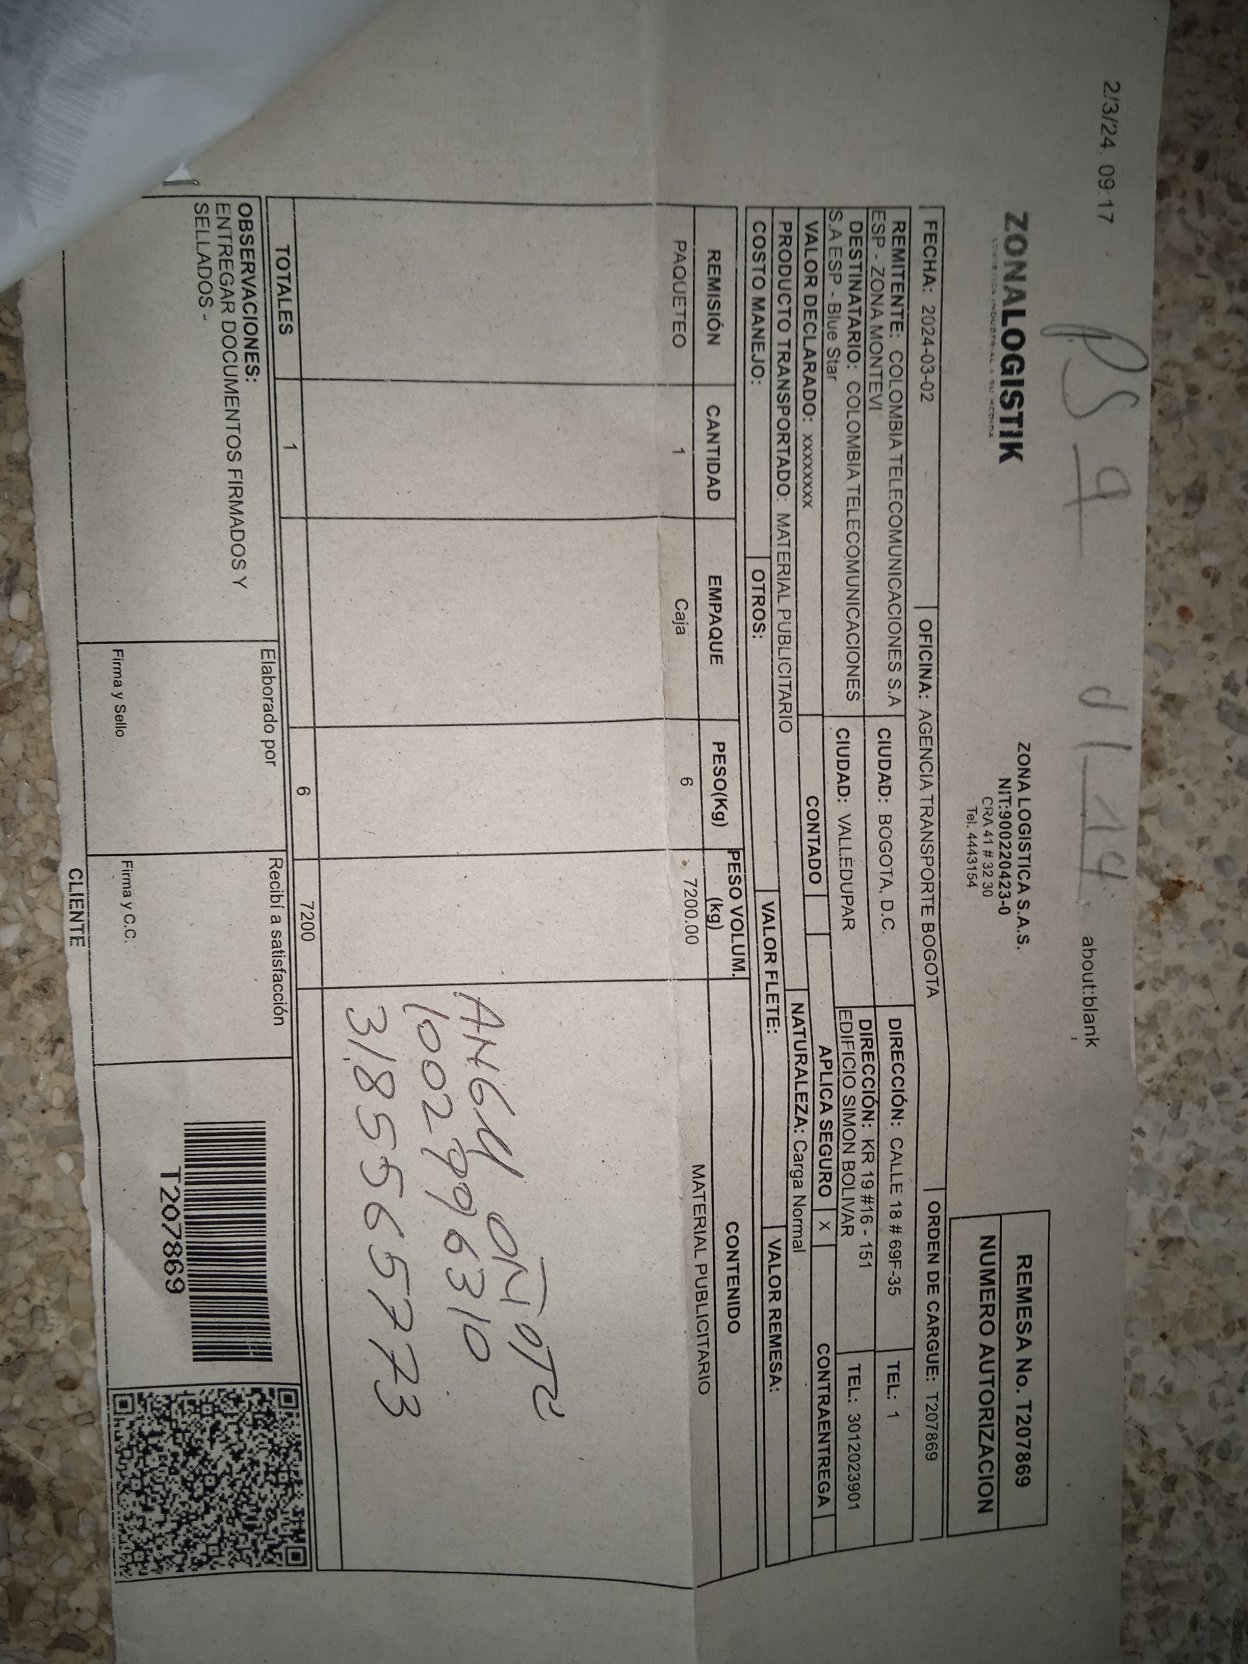 2/3/24, 09:17
about:blank
PS 9
ZONALOGISTIK
ZONA LOGISTICA S.A.S.
NIT:900220423-0
CRA 41 # 32 30
Tel. 4443154
REMESA No. T207869
NUMERO AUTORIZACION
FECHA: 2024-03-02 OFICINA: AGENCIA TRANSPORTE BOGOTA ORDEN DE CARGUE: T207869
REMITENTE: COLOMBIA TELECOMUNICACIONES S.A CIUDAD: BOGOTA, D.C. DIRECCIÓN: CALLE 18 # 69F-35 TEL: 1
ESP - ZONA MONTEVI
DESTINATARIO: COLOMBIA TELECOMUNICACIONES CIUDAD: VALLEDUPAR DIRECCIÓN: KR 19 #16 - 151 TEL: 3012023901
S.A ESP - Blue Star EDIFICIO SIMON BOLIVAR
VALOR DECLARADO: xxxxxxxx CONTADO APLICA SEGURO X CONTRAENTREGA
PRODUCTO TRANSPORTADO: MATERIAL PUBLICITARIO NATURALEZA: Carga Normal
COSTO MANEJO: OTROS: VALOR FLETE: VALOR REMESA:
REMISIÓN CANTIDAD EMPAQUE PESO(Kg) PESO VOLUM. (kg) CONTENIDO
PAQUETEO 1 Caja 6 7200.00 MATERIAL PUBLICITARIO
1002996310
3185565773
TOTALES 1 6 7200
OBSERVACIONES:
ENTREGAR DOCUMENTOS FIRMADOS Y
SELLADOS -
Elaborado por
Firma y Sello
Recibí a satisfacción
Firma y C.C.
T207869
CLIENTE